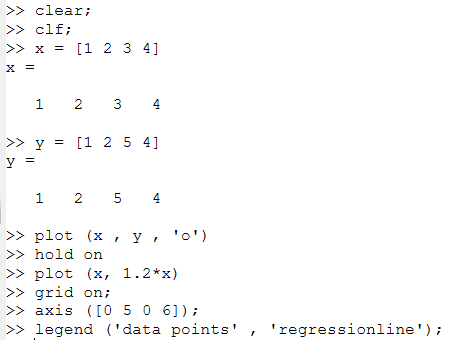 >> clear;
>> clf;
>> x = [1 2 3 4]
x =
1 2 3 4
>> y = [1 2 5 4]
y =
1 2 5 4
>> plot (x , y , 'o')
>> hold on
>> plot (x, 1.2*x)
>> grid on;
>> axis ([0 5 0 6]);
>> legend ('data points' , 'regressionline');